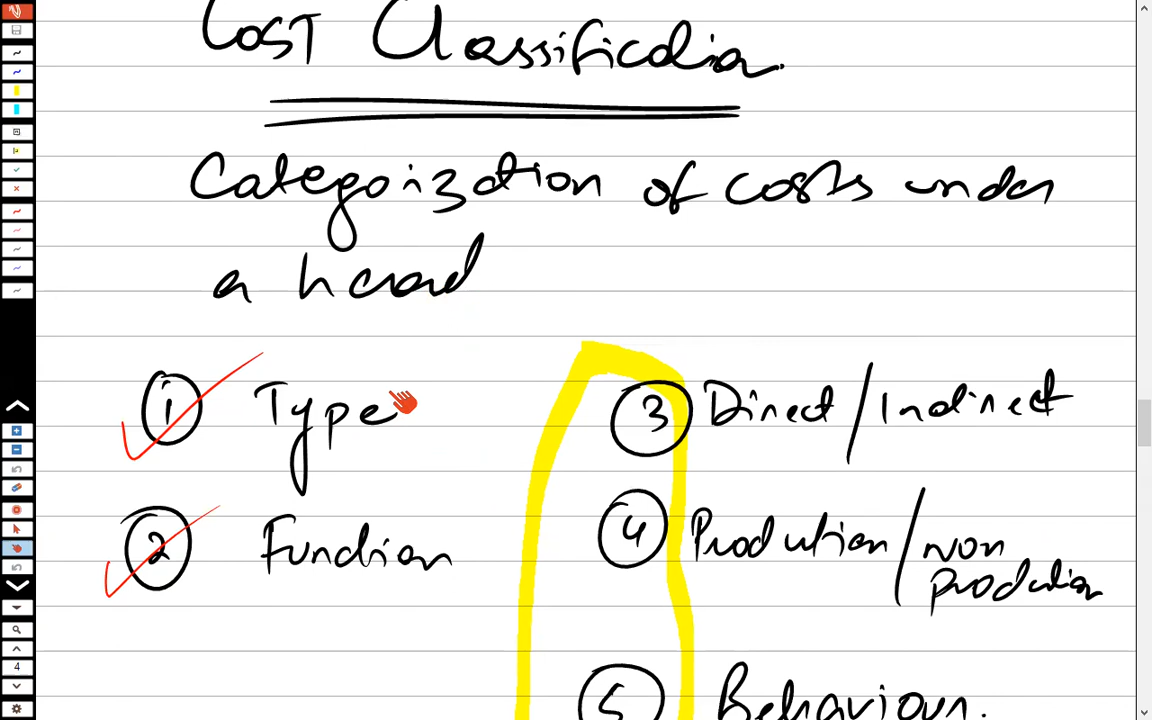 Cost Classification.
Categorization of costs under
a head
1 Type
2 Function
3 Direct / Indirect
4 Production / non
production
5 Behaviour.
4